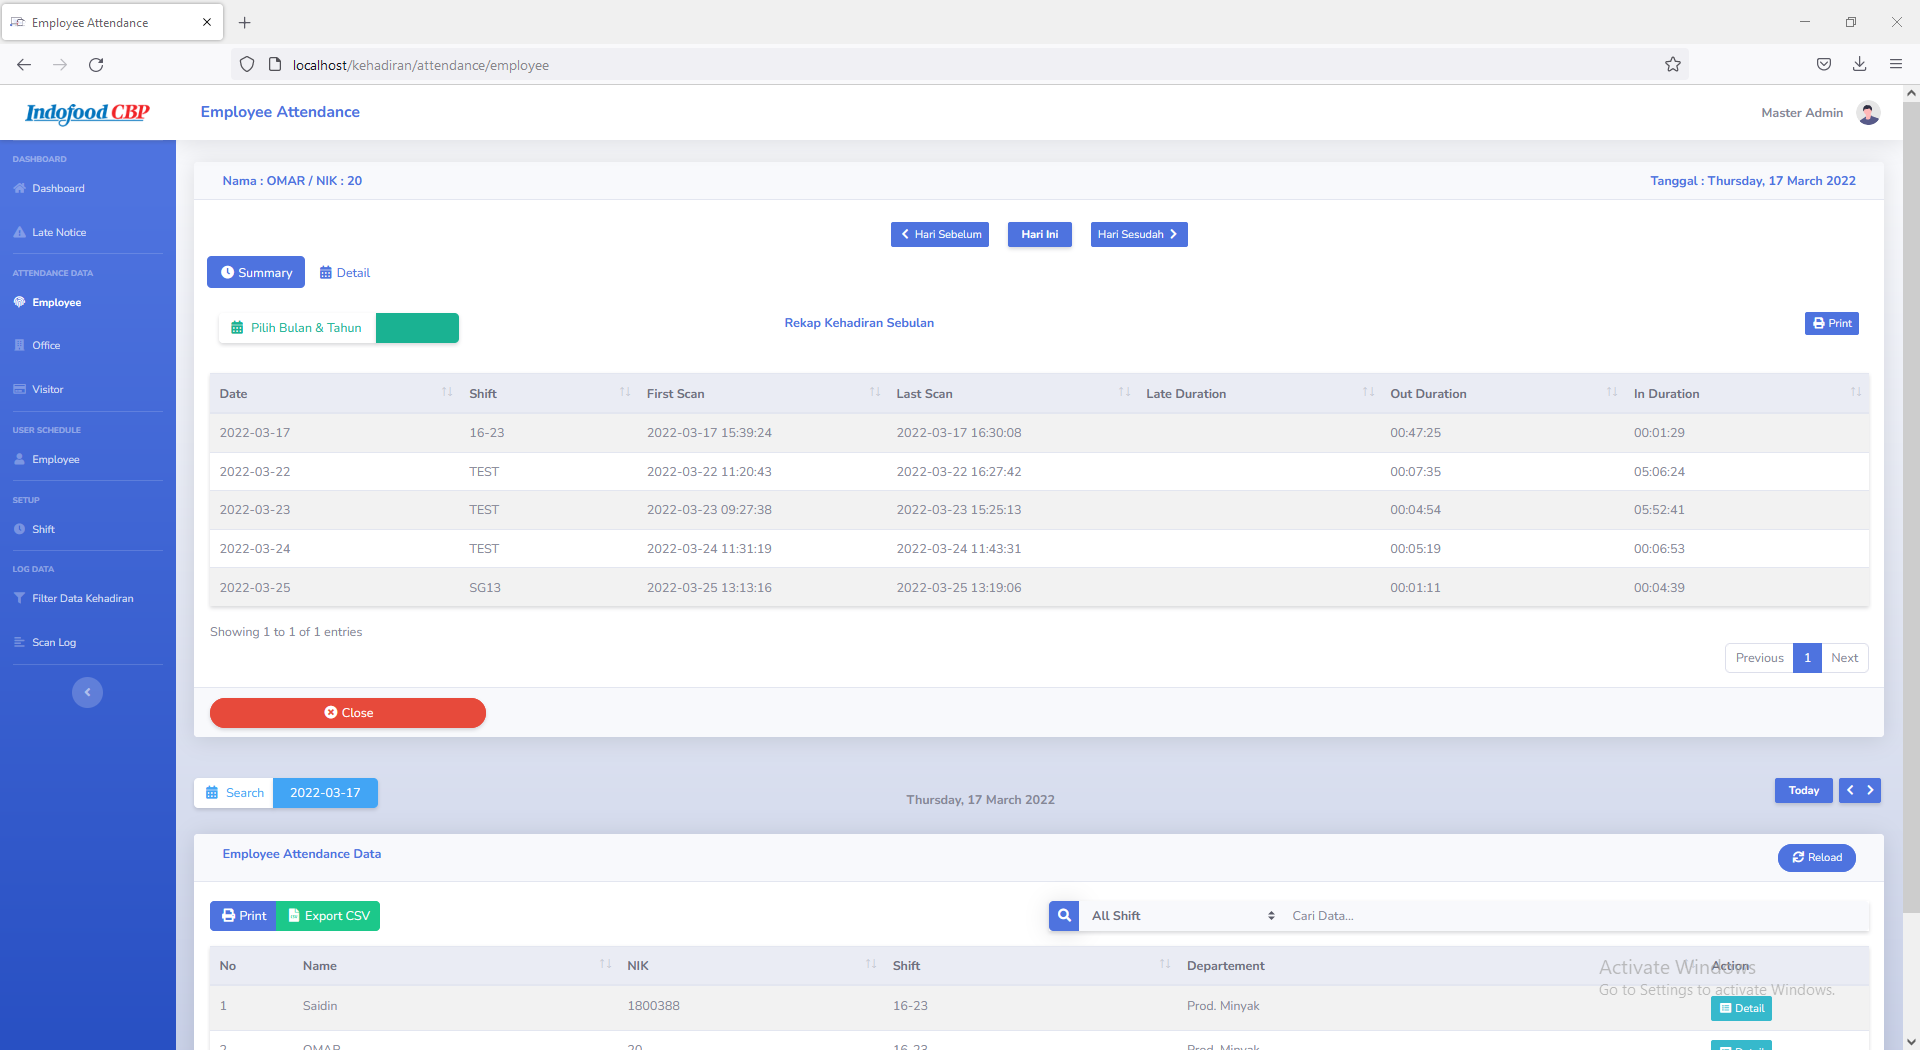 Employee Attendance
localhost/kehadiran/attendance/employee
Indofood CBP
Employee Attendance
Master Admin
DASHBOARD
Dashboard
Late Notice
ATTENDANCE DATA
Employee
Office
Visitor
USER SCHEDULE
Employee
SETUP
Shift
LOG DATA
Filter Data Kehadiran
Scan Log
Nama : OMAR / NIK : 20
Tanggal : Thursday, 17 March 2022
Hari Sebelum
Hari Ini
Hari Sesudah
Summary
Detail
Pilih Bulan & Tahun
Rekap Kehadiran Sebulan
Print
Date Shift First Scan Last Scan Late Duration Out Duration In Duration
2022-03-17 16-23 2022-03-17 15:39:24 2022-03-17 16:30:08 00:47:25 00:01:29
2022-03-22 TEST 2022-03-22 11:20:43 2022-03-22 16:27:42 00:07:35 05:06:24
2022-03-23 TEST 2022-03-23 09:27:38 2022-03-23 15:25:13 00:04:54 05:52:41
2022-03-24 TEST 2022-03-24 11:31:19 2022-03-24 11:43:31 00:05:19 00:06:53
2022-03-25 SG13 2022-03-25 13:13:16 2022-03-25 13:19:06 00:01:11 00:04:39
Showing 1 to 1 of 1 entries
Previous 1 Next
Close
Search 2022-03-17
Thursday, 17 March 2022
Today
Employee Attendance Data
Reload
Print
Export CSV
All Shift
Cari Data...
No Name NIK Shift Departement Action
1 Saidin 1800388 16-23 Prod. Minyak Detail
2 OMAR 20 16-23 Prod. Minyak Detail
Activate Windows
Go to Settings to activate Windows.